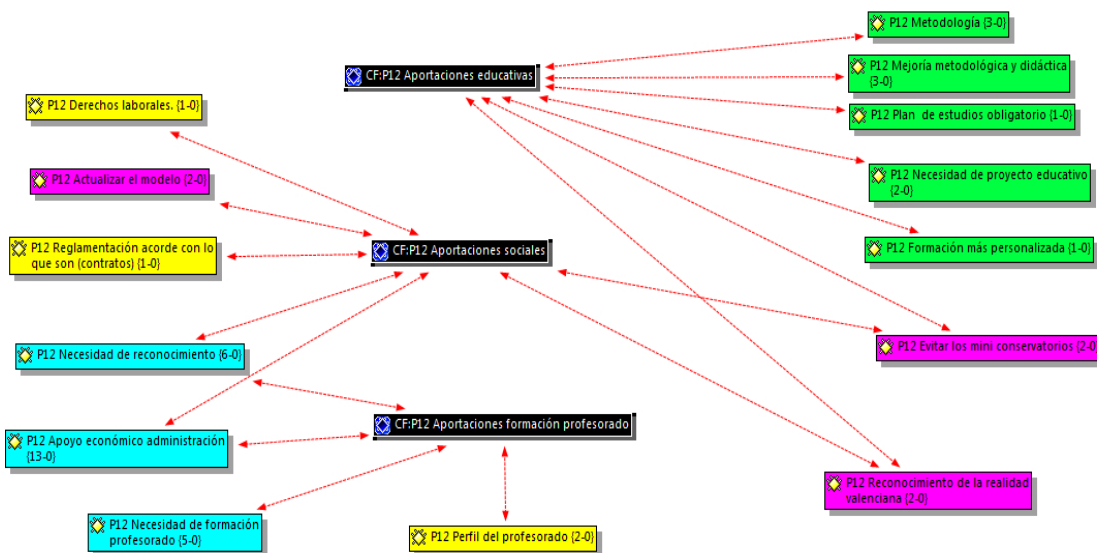 P12 Metodología {3-0}
CF:P12 Aportaciones educativas
P12 Mejoría metodológica y didáctica
{3-0}
P12 Derechos laborales. {1-0}
P12 Plan de estudios obligatorio {1-0}
P12 Actualizar el modelo {2-0}
P12 Necesidad de proyecto educativo
{2-0}
P12 Reglamentación acorde con lo
que son (contratos) {1-0}
CF:P12 Aportaciones sociales
P12 Formación más personalizada {1-0}
P12 Necesidad de reconocimiento {6-0}
P12 Evitar los mini conservatorios {2-0}
CF:P12 Aportaciones formación profesorado
P12 Apoyo económico administración
{13-0}
P12 Reconocimiento de la realidad
valenciana {2-0}
P12 Necesidad de formación
profesorado {5-0}
P12 Perfil del profesorado {2-0}